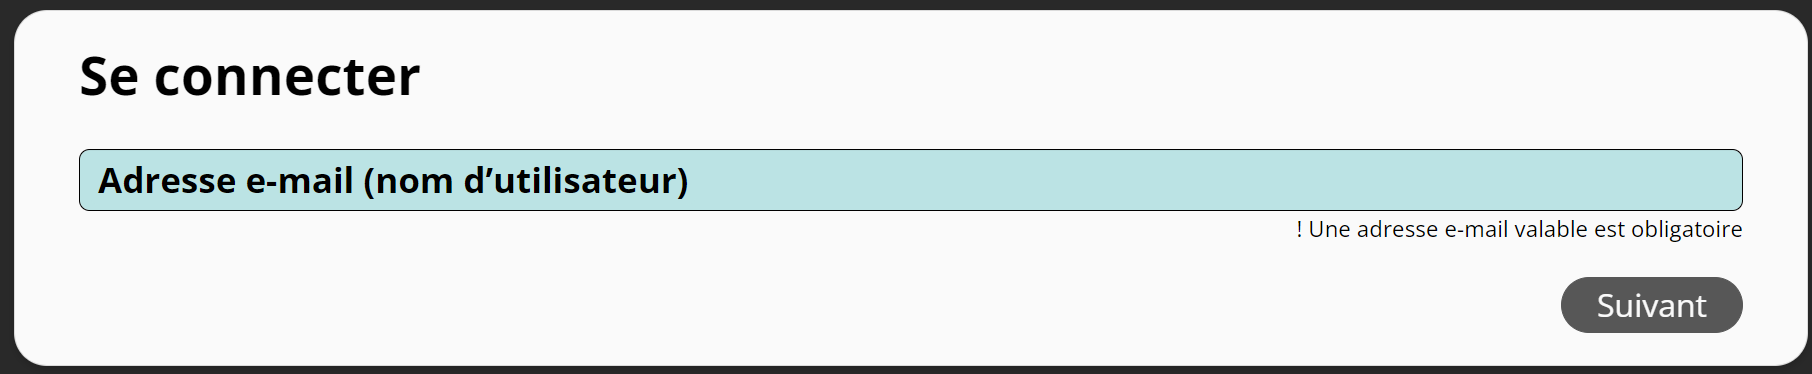 Se connecter
Adresse e-mail (nom d’utilisateur)
! Une adresse e-mail valable est obligatoire
Suivant